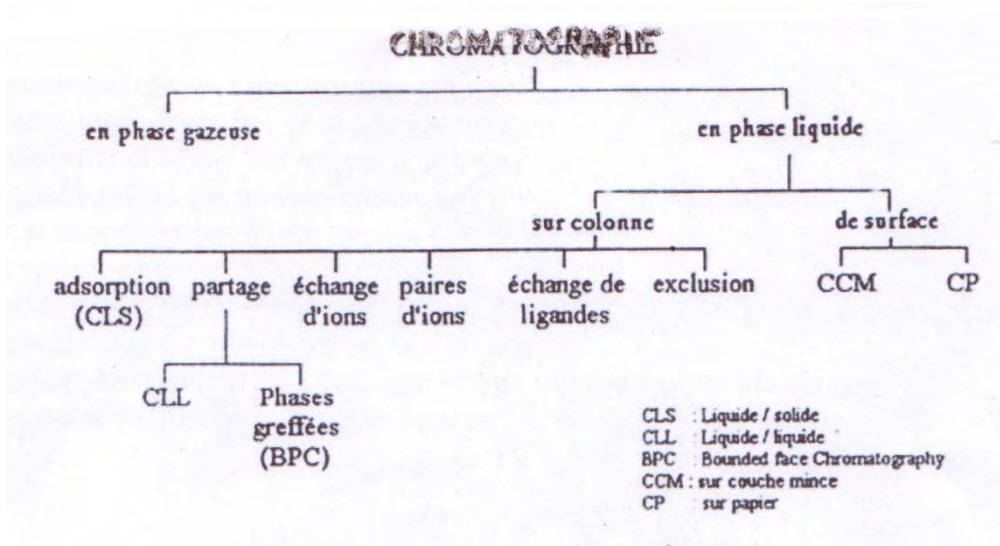 CHROMATOGRAPHIE
en phase gazeuse
en phase liquide
sur colonne
de surface
adsorption
(CLS)
partage
échange
d'ions
paires
d'ions
échange de
ligandes
exclusion
CCM
CP
CLL
Phases
greffées
(BPC)
CLS : Liquide / solide
CLL : Liquide / liquide
BPC : Bounded face Chromatography
CCM : sur couche mince
CP sur papier